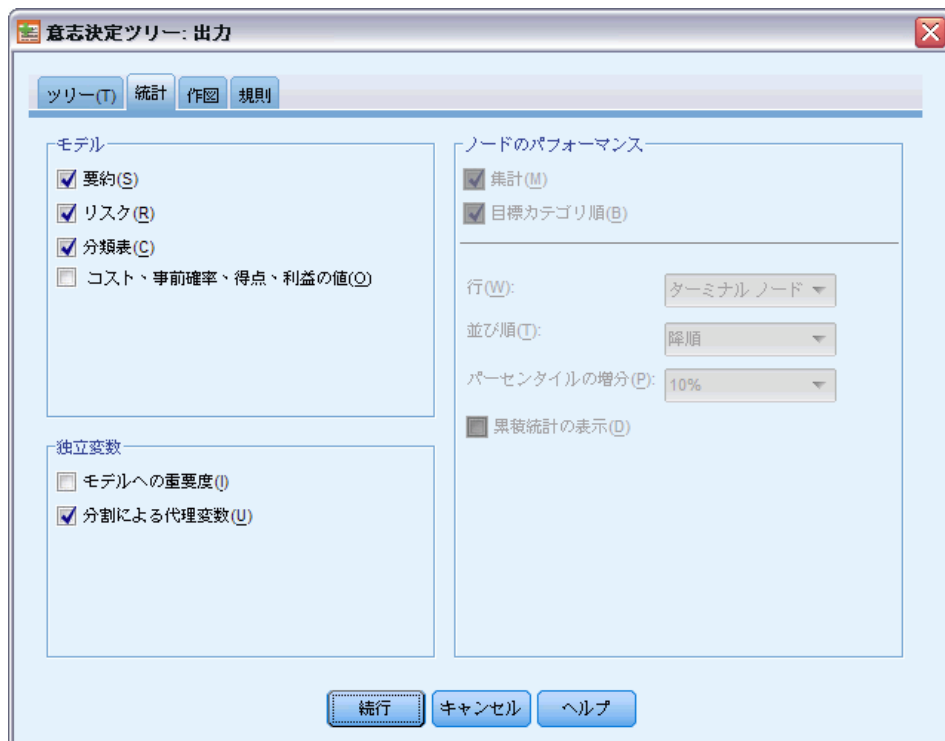 意志決定ツリー: 出力
ツリー(T) 統計 作図 規則
モデル
要約(S)
リスク(R)
分類表(C)
コスト、事前確率、得点、利益の値(O)
独立変数
モデルへの重要度(I)
分割による代理変数(U)
ノードのパフォーマンス
集計(M)
目標カテゴリ順(B)
行(W): ターミナル ノード
並び順(T): 降順
パーセンタイルの増分(P): 10%
累積統計の表示(D)
続行 キャンセル ヘルプ